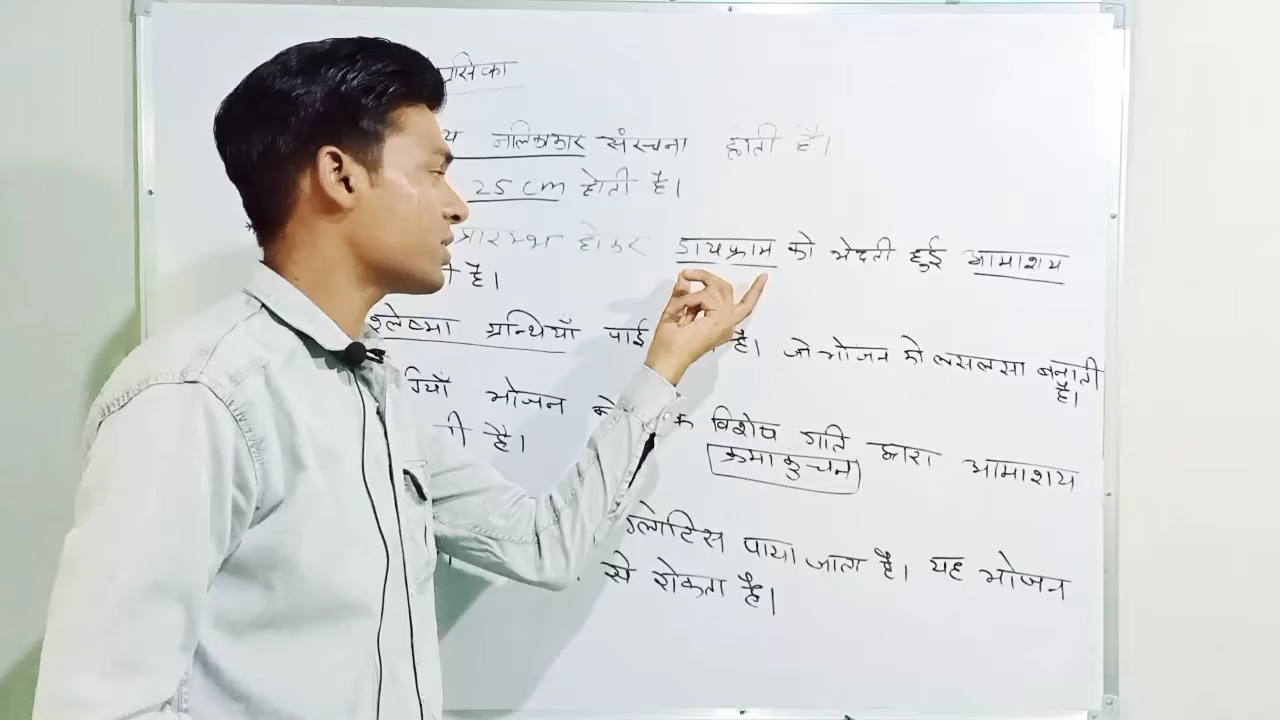 ग्रसिका
य नलिकाकार संरचना होती है।
25 cm होती है।
प्रारम्भ होकर डायफ्राम को भेदती हुई आमाशय
है।
श्लेष्मा ग्रन्थियाँ पाई है। जो भोजन को लसलसा बनाती
है।
भोजन विशेष गति द्वारा आमाशय
है। क्रमाकुंचन
ग्लोटिस पाया जाता है। यह भोजन
से रोकता है।